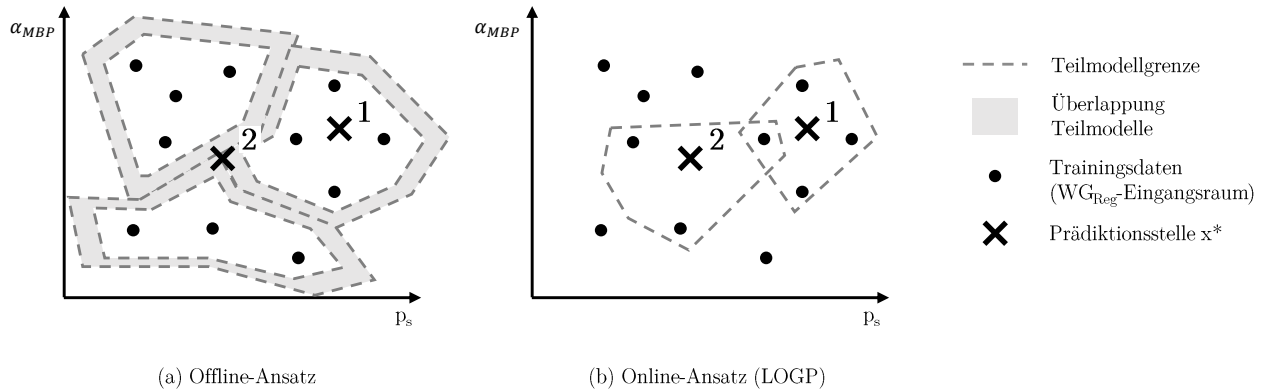 α_MBP
1
2
p_s
(a) Offline-Ansatz
α_MBP
1
2
p_s
(b) Online-Ansatz (LOGP)
Teilmodellgrenze
Überlappung
Teilmodelle
Trainingsdaten
(WG_Reg-Eingangsraum)
Prädiktionsstelle x*